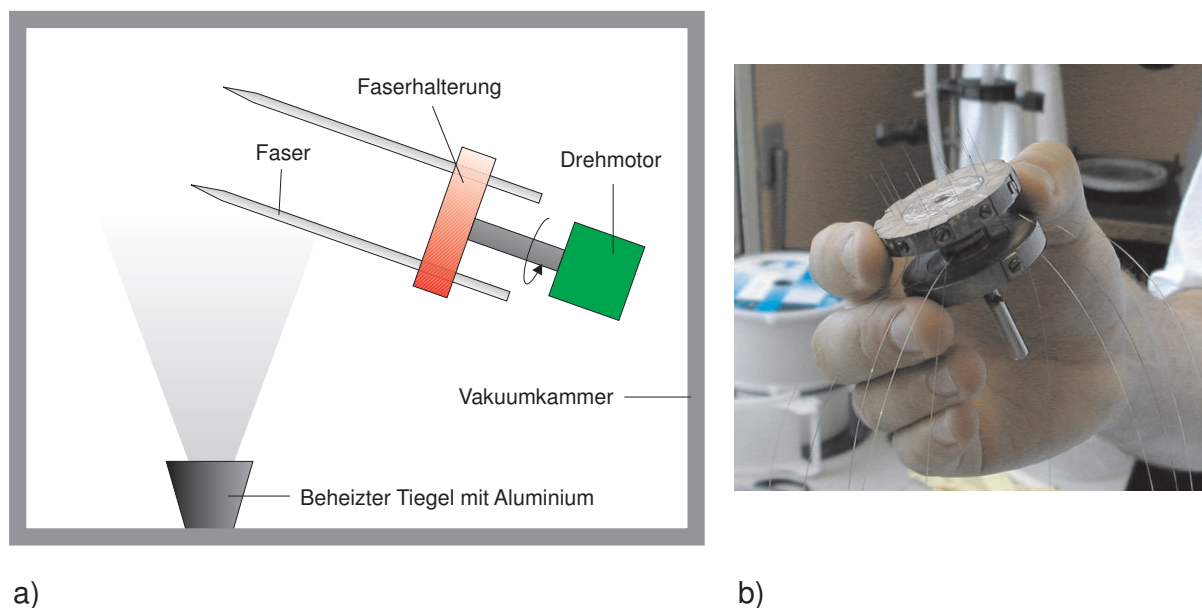 Faserhalterung
Faser
Drehmotor
Vakuumkammer
Beheizter Tiegel mit Aluminium
a)
b)